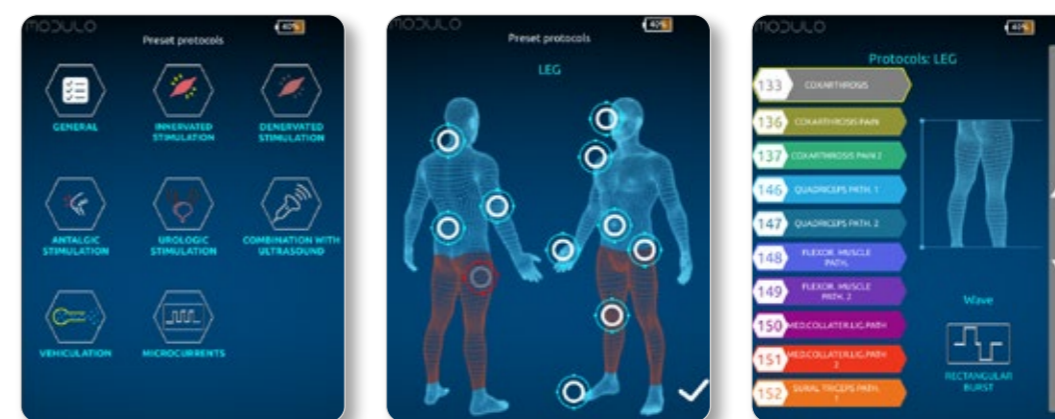 MODULO
40%
Preset protocols
GENERAL
INNERVATED
STIMULATION
DENERVATED
STIMULATION
ANTALGIC
STIMULATION
UROLOGIC
STIMULATION
COMBINATION WITH
ULTRASOUND
VEHICULATION
MICROCURRENTS
MODULO
40%
Preset protocols
LEG
MODULO
40%
Protocols: LEG
133 COXARTHROSIS
136 COXARTHROSIS PAIN
137 COXARTHROSIS PAIN 2
146 QUADRICEPS PATH. 1
147 QUADRICEPS PATH. 2
148 FLEXOR. MUSCLE
PATH.
149 FLEXOR. MUSCLE
PATH. 2
150 MED.COLLATER.LIG.PATH
151 MED.COLLATER.LIG.PATH
2
152 SURAL TRICEPS PATH.
1
Wave
RECTANGULAR
BURST